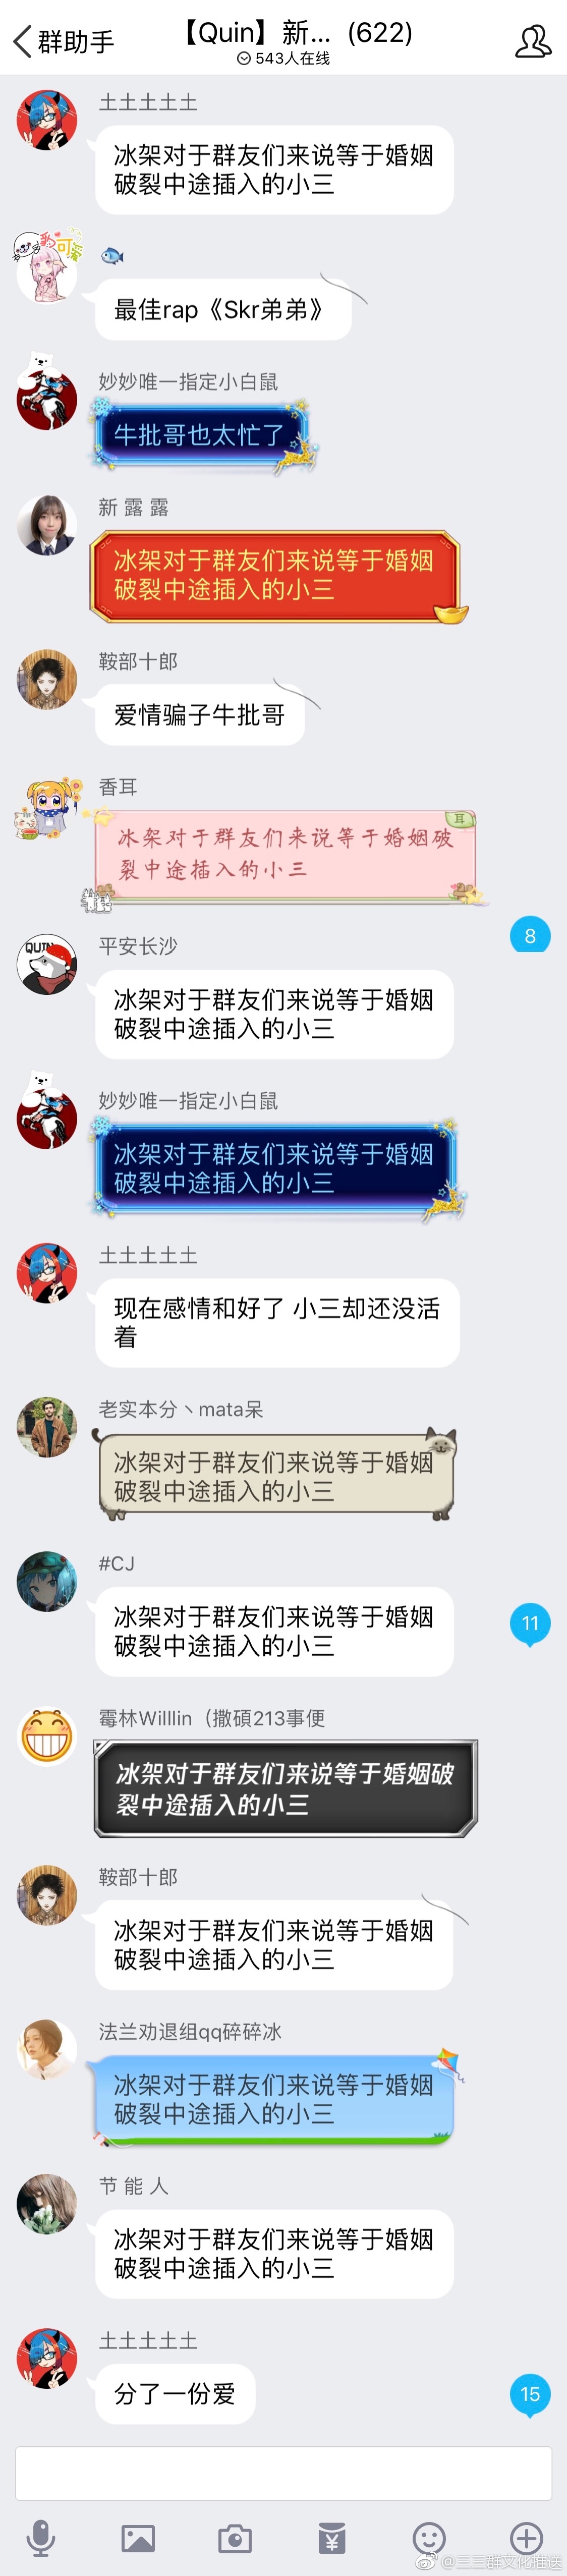 群助手
【Quin】新... (622)
543人在线
土土土土土
冰架对于群友们来说等于婚姻
破裂中途插入的小三
我可爱
最佳rap《Skr弟弟》
妙妙唯一指定小白鼠
牛批哥也太忙了
新 露 露
冰架对于群友们来说等于婚姻
破裂中途插入的小三
鞍部十郎
爱情骗子牛批哥
香耳
耳
冰架对于群友们来说等于婚姻破
裂中途插入的小三
8
平安长沙
QUIN
冰架对于群友们来说等于婚姻
破裂中途插入的小三
妙妙唯一指定小白鼠
冰架对于群友们来说等于婚姻
破裂中途插入的小三
土土土土土
现在感情和好了 小三却还没活
着
老实本分丶mata呆
冰架对于群友们来说等于婚姻
破裂中途插入的小三
#CJ
冰架对于群友们来说等于婚姻
破裂中途插入的小三
11
霉林Willlin（撒碩213事便
冰架对于群友们来说等于婚姻破
裂中途插入的小三
鞍部十郎
冰架对于群友们来说等于婚姻
破裂中途插入的小三
法兰劝退组qq碎碎冰
冰架对于群友们来说等于婚姻
破裂中途插入的小三
节 能 人
冰架对于群友们来说等于婚姻
破裂中途插入的小三
土土土土土
分了一份爱
15
¥
@三三群文化推送